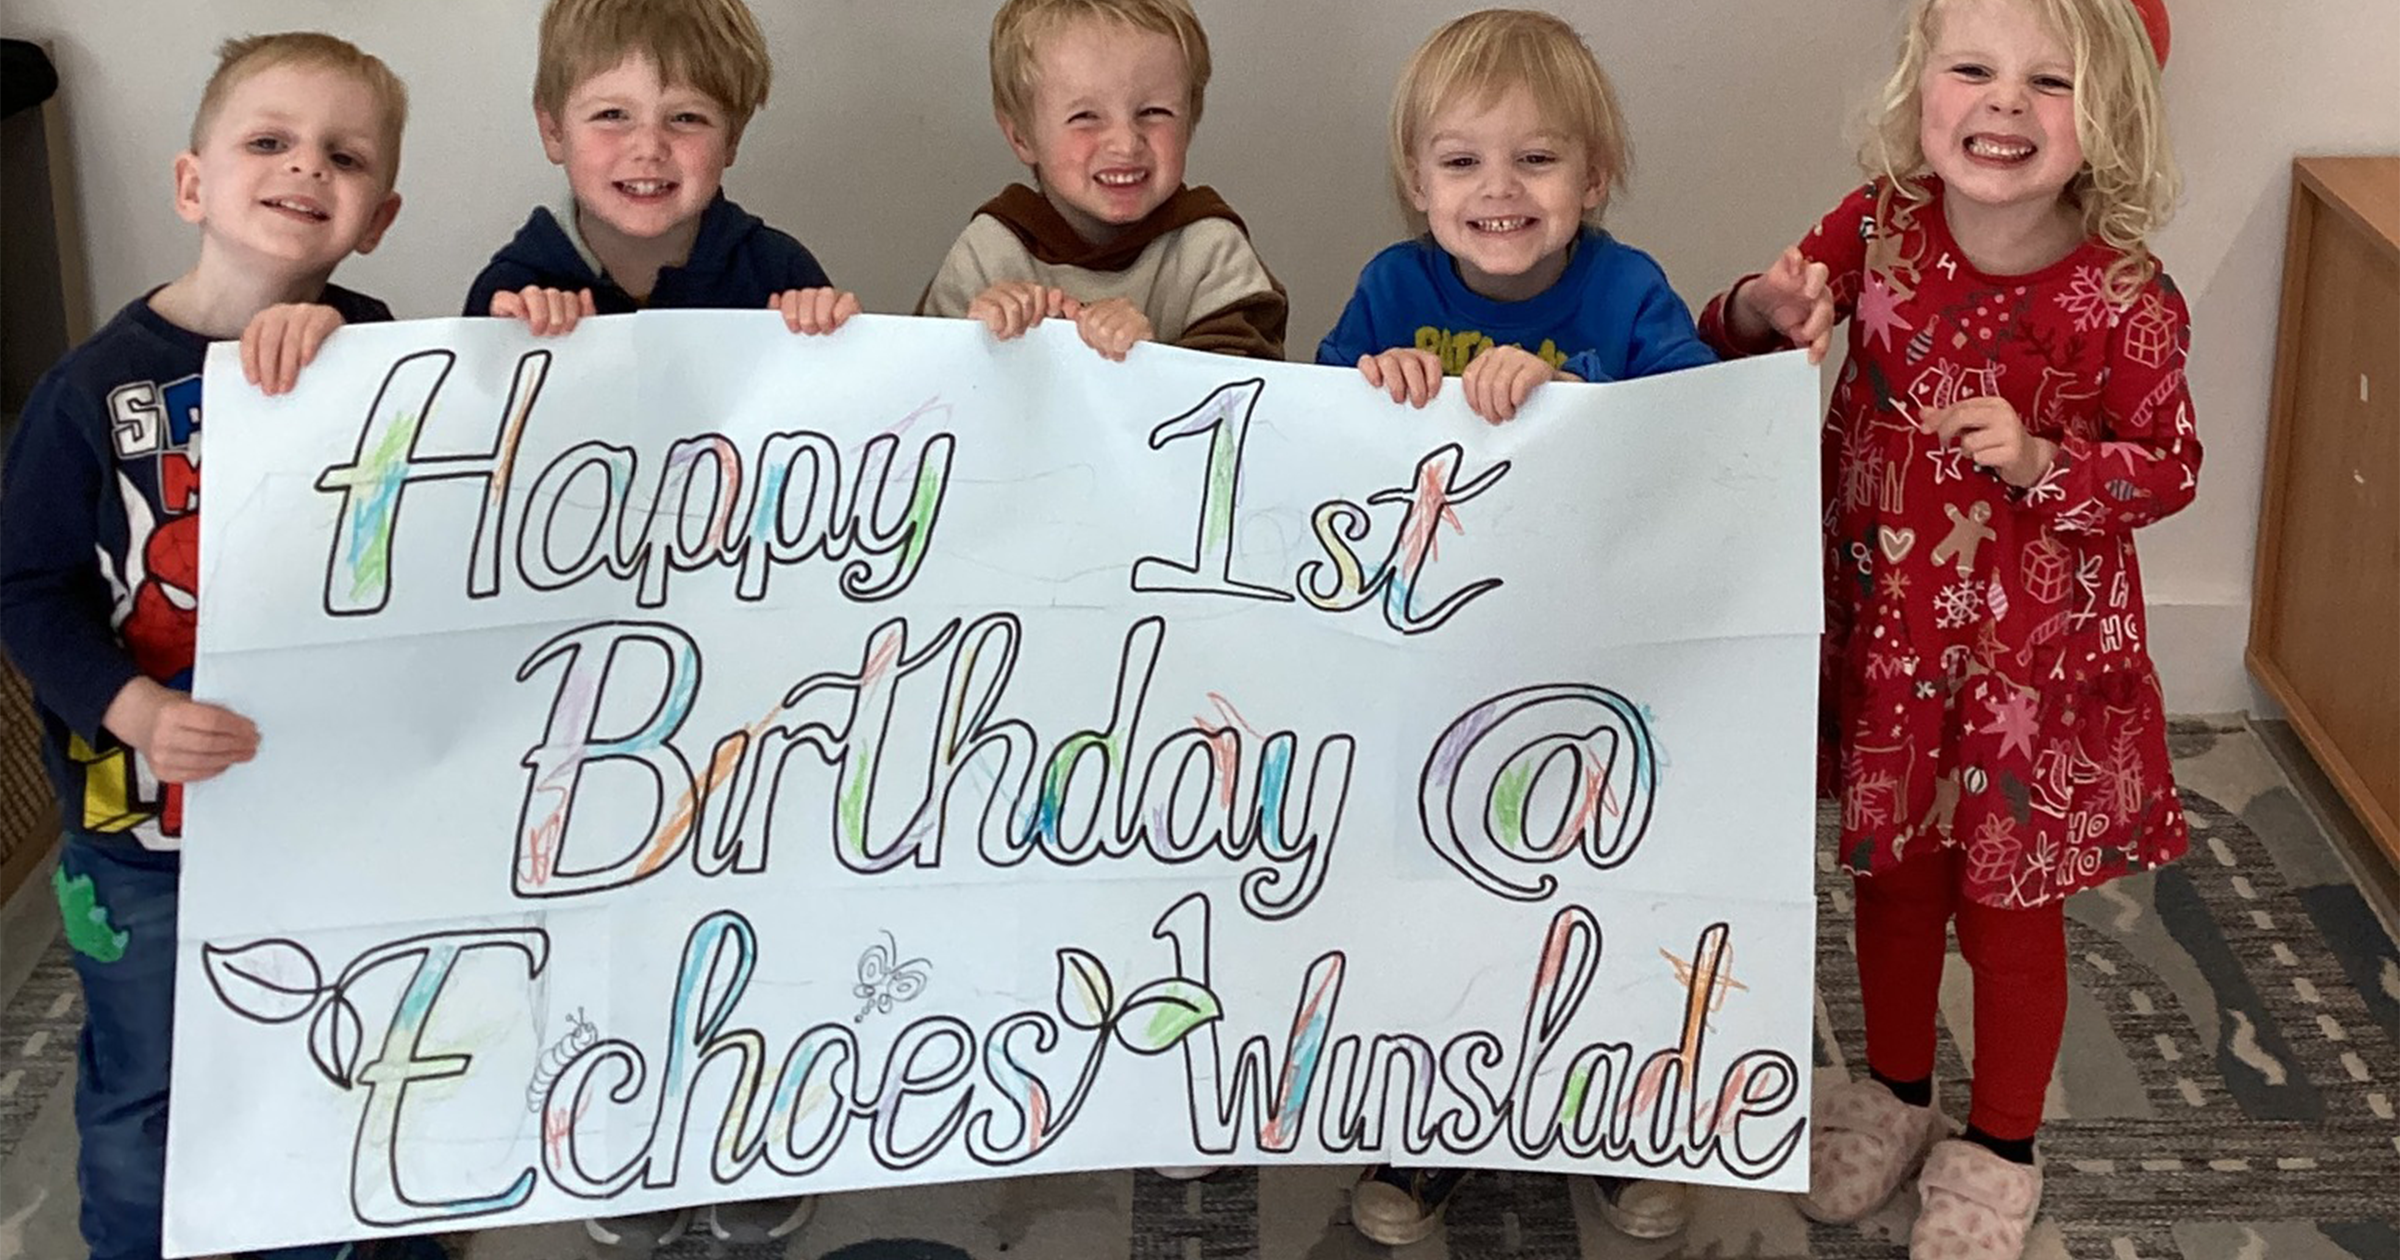 Happy 1st
Birthday @
Echoes Winslade